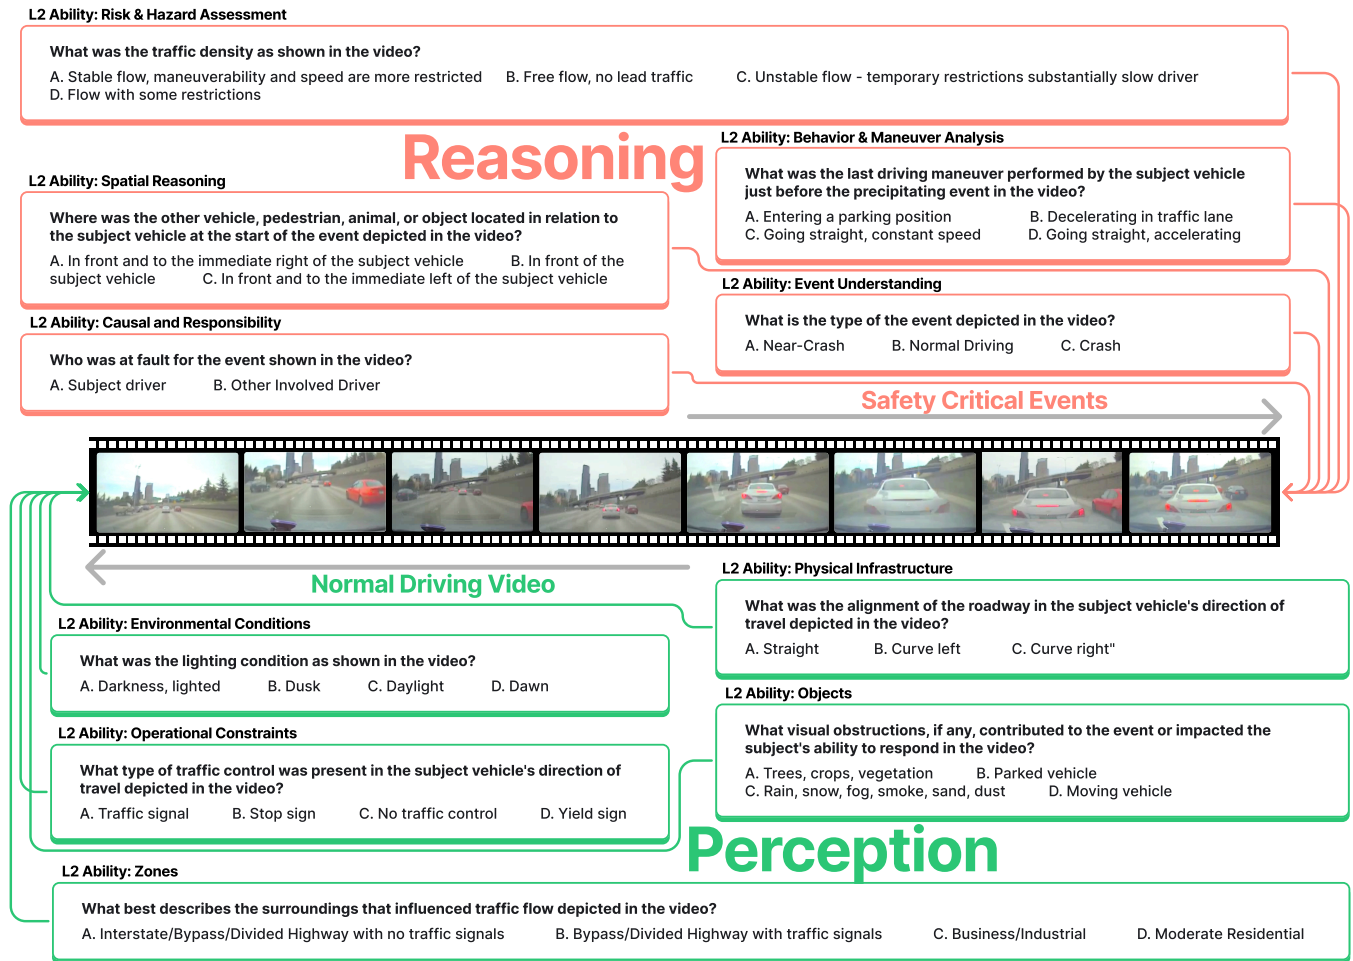 L2 Ability: Risk & Hazard Assessment
What was the traffic density as shown in the video?
A. Stable flow, maneuverability and speed are more restricted B. Free flow, no lead traffic C. Unstable flow - temporary restrictions substantially slow driver
D. Flow with some restrictions
Reasoning
L2 Ability: Spatial Reasoning
Where was the other vehicle, pedestrian, animal, or object located in relation to
the subject vehicle at the start of the event depicted in the video?
A. In front and to the immediate right of the subject vehicle B. In front of the
subject vehicle C. In front and to the immediate left of the subject vehicle
L2 Ability: Causal and Responsibility
Who was at fault for the event shown in the video?
A. Subject driver B. Other Involved Driver
L2 Ability: Behavior & Maneuver Analysis
What was the last driving maneuver performed by the subject vehicle
just before the precipitating event in the video?
A. Entering a parking position B. Decelerating in traffic lane
C. Going straight, constant speed D. Going straight, accelerating
L2 Ability: Event Understanding
What is the type of the event depicted in the video?
A. Near-Crash B. Normal Driving C. Crash
Safety Critical Events
Normal Driving Video
L2 Ability: Environmental Conditions
What was the lighting condition as shown in the video?
A. Darkness, lighted B. Dusk C. Daylight D. Dawn
L2 Ability: Operational Constraints
What type of traffic control was present in the subject vehicle's direction of
travel depicted in the video?
A. Traffic signal B. Stop sign C. No traffic control D. Yield sign
L2 Ability: Physical Infrastructure
What was the alignment of the roadway in the subject vehicle's direction of
travel depicted in the video?
A. Straight B. Curve left C. Curve right"
L2 Ability: Objects
What visual obstructions, if any, contributed to the event or impacted the
subject's ability to respond in the video?
A. Trees, crops, vegetation B. Parked vehicle
C. Rain, snow, fog, smoke, sand, dust D. Moving vehicle
Perception
L2 Ability: Zones
What best describes the surroundings that influenced traffic flow depicted in the video?
A. Interstate/Bypass/Divided Highway with no traffic signals B. Bypass/Divided Highway with traffic signals C. Business/Industrial D. Moderate Residential